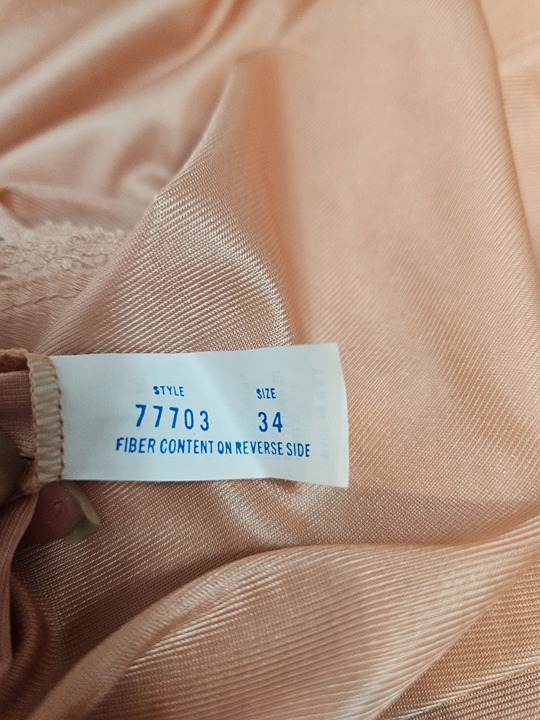 STYLE SIZE
77703 34
FIBER CONTENT ON REVERSE SIDE